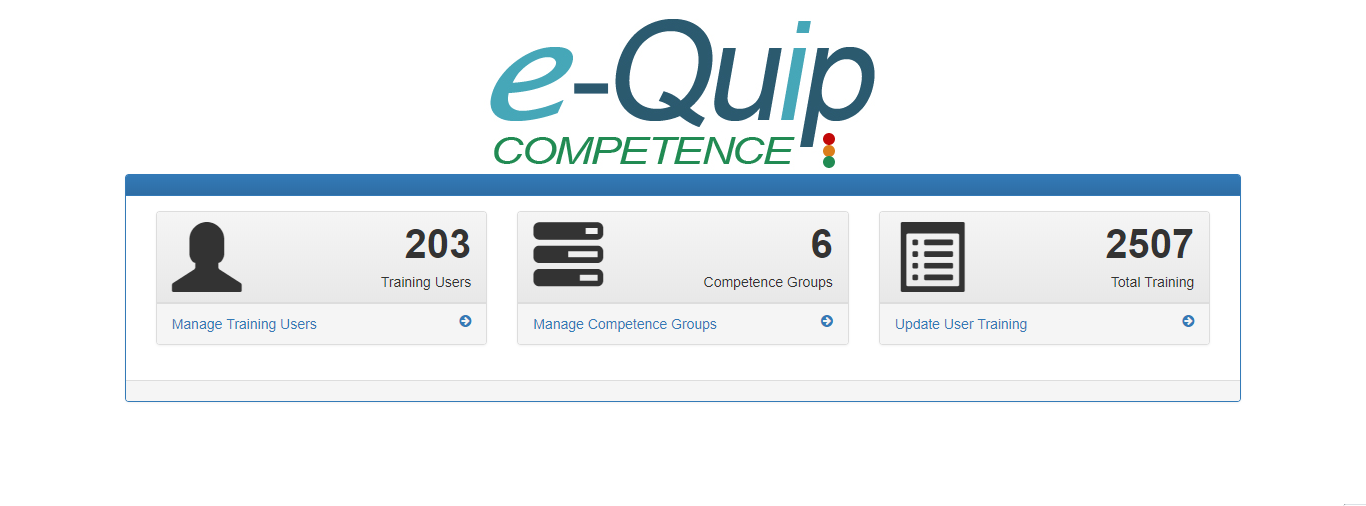 e-Quip
COMPETENCE
203
Training Users
Manage Training Users
6
Competence Groups
Manage Competence Groups
2507
Total Training
Update User Training